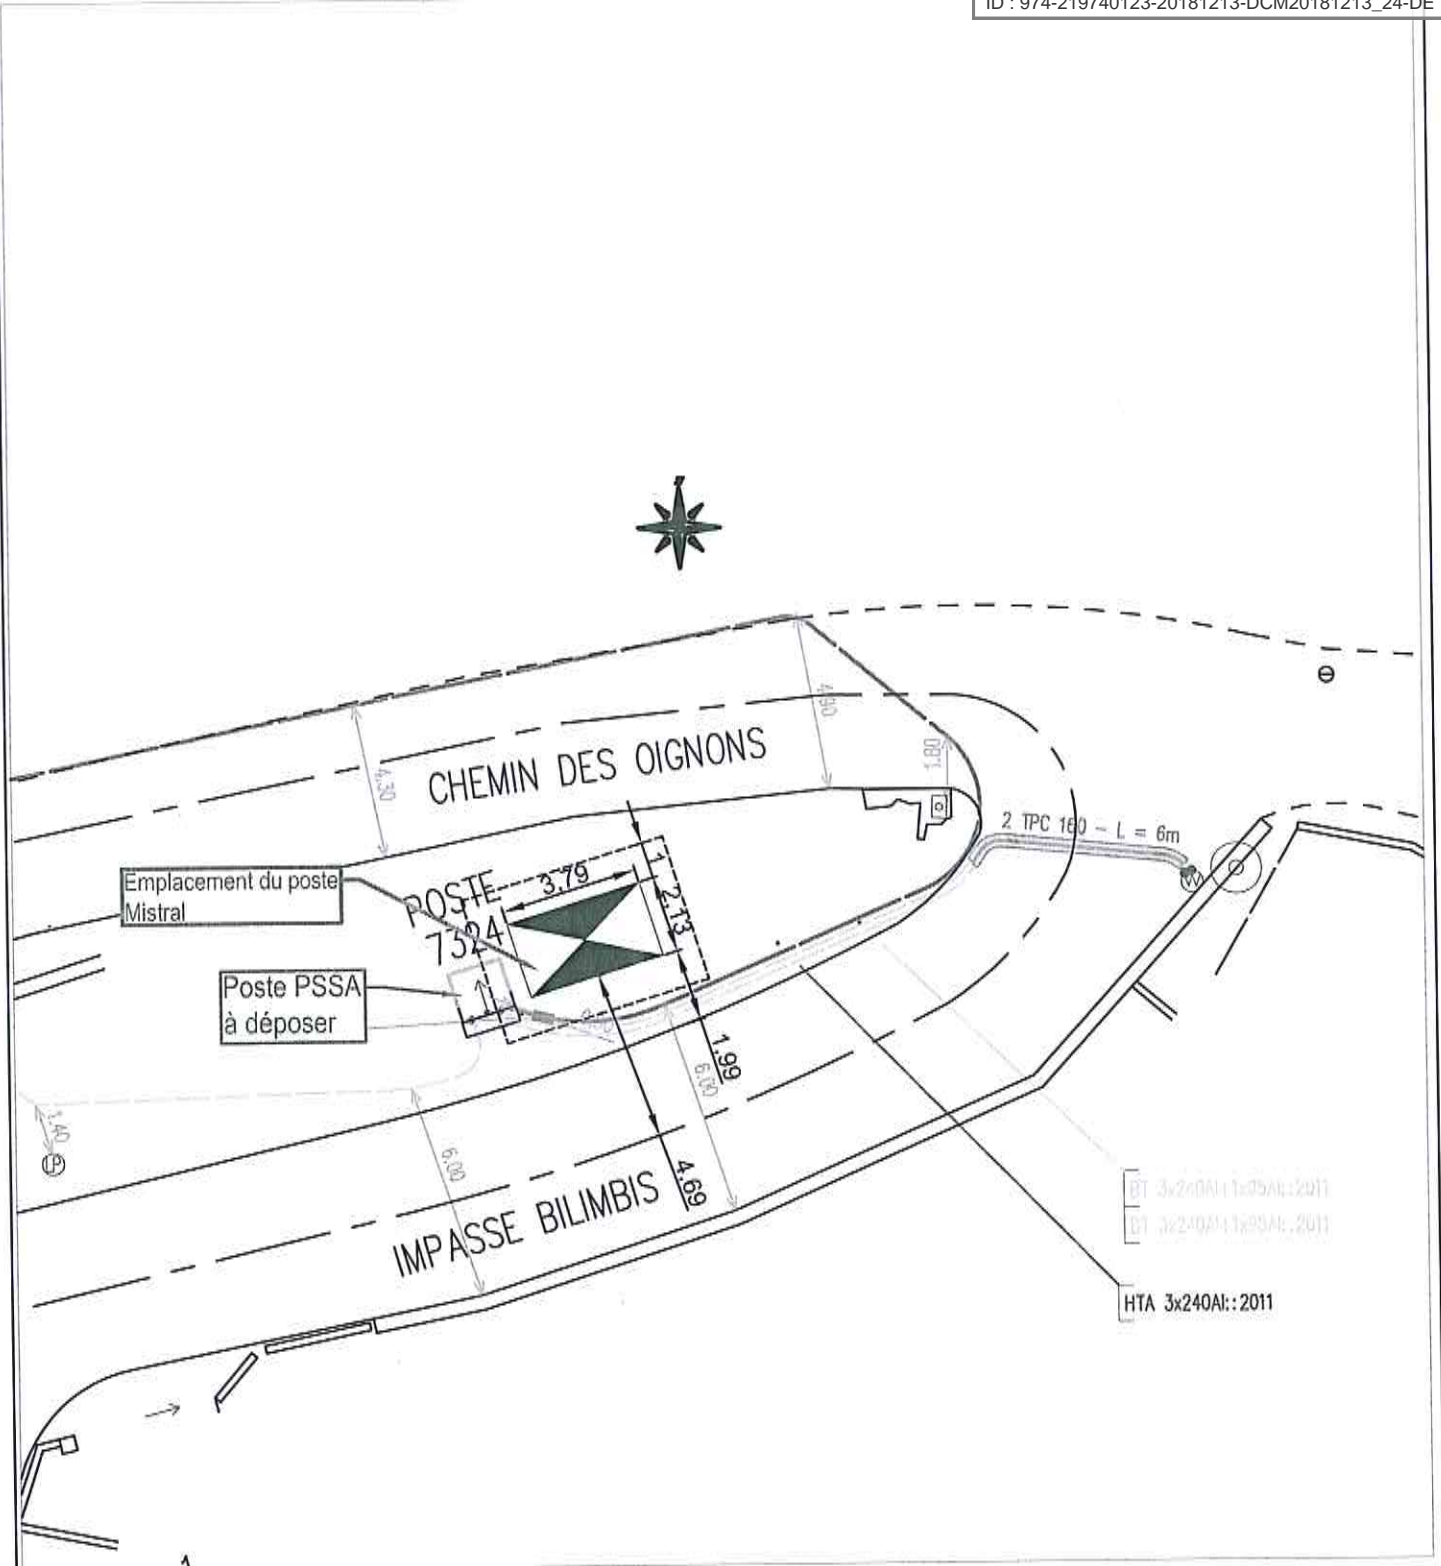 ID : 974-219740123-20181213-DCM20181213_24-DE
4.90
CHEMIN DES OIGNONS
1.80
4.30
2 TPC 160 - L = 6m
Emplacement du poste
Mistral
POSTE
7324
3.79
1
2.13
Poste PSSA
à déposer
1.99
6.00
1.40
LP
6.00
4.69
IMPASSE BILIMBIS
HTA 3x240Al::2011